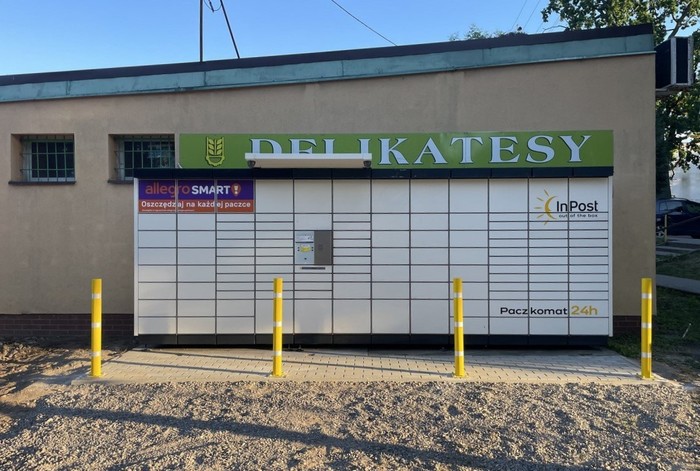 DELIKATESY
allegro SMART!
Oszczędzaj na każdej paczce
InPost
out of the box
Paczkomat 24h